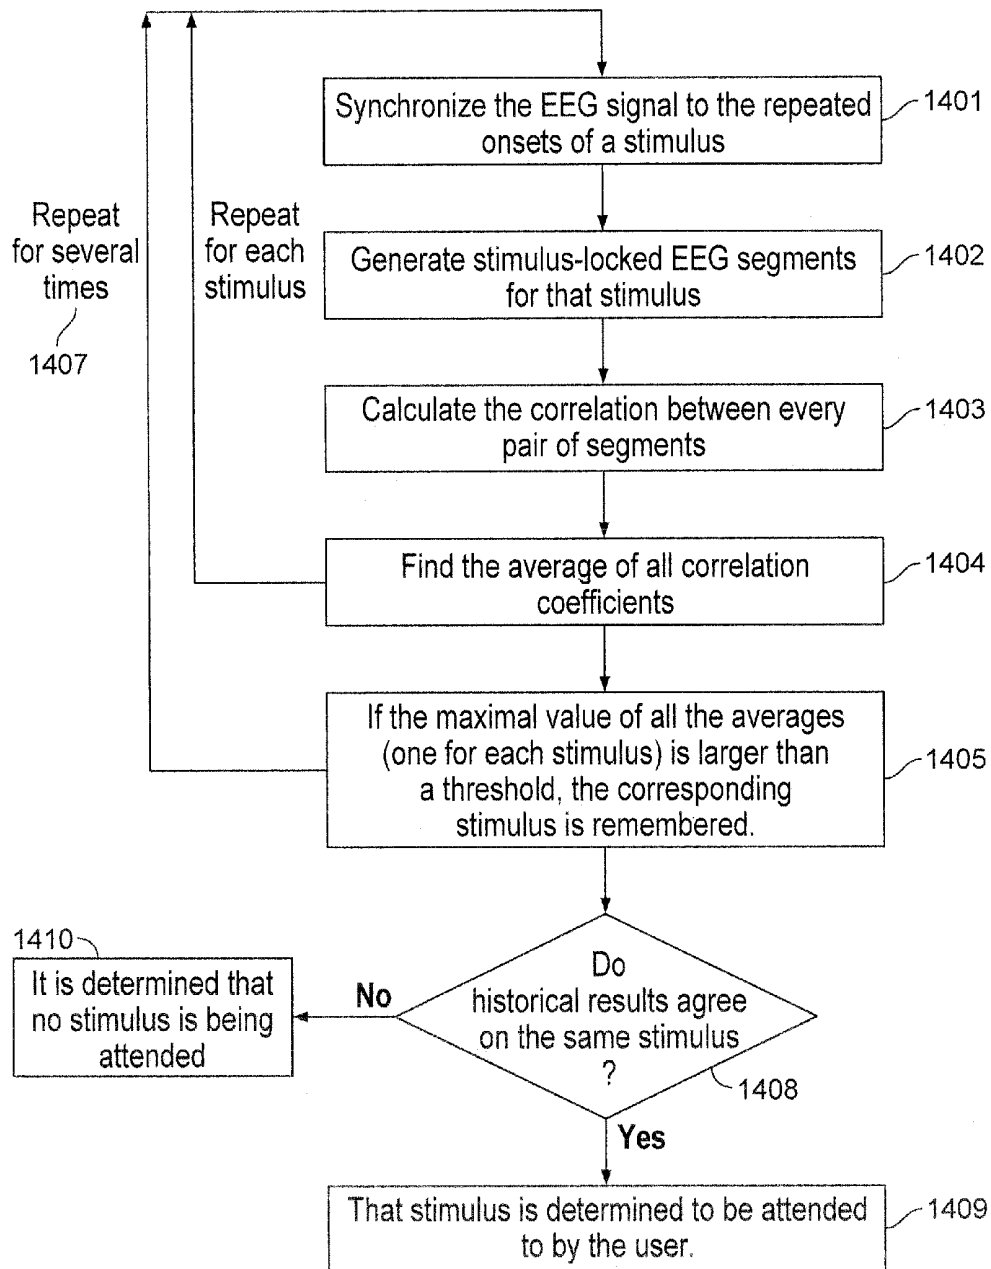 Synchronize the EEG signal to the repeated
onsets of a stimulus
1401
Repeat
for several
times
1407
Repeat
for each
stimulus
Generate stimulus-locked EEG segments
for that stimulus
1402
Calculate the correlation between every
pair of segments
1403
Find the average of all correlation
coefficients
1404
If the maximal value of all the averages
(one for each stimulus) is larger than
a threshold, the corresponding
stimulus is remembered.
1405
Do
historical results agree
on the same stimulus
?
1408
No
1410
It is determined that
no stimulus is being
attended
Yes
That stimulus is determined to be attended
to by the user.
1409